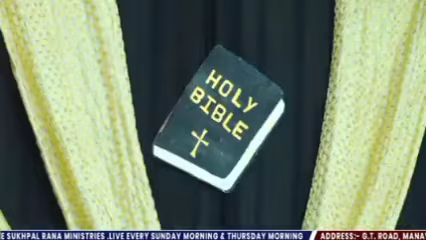 HOLY
BIBLE
E SUKHPAL RANA MINISTRIES .LIVE EVERY SUNDAY MORNING & THURSDAY MORNING
ADDRESS:- G.T. ROAD, MANA